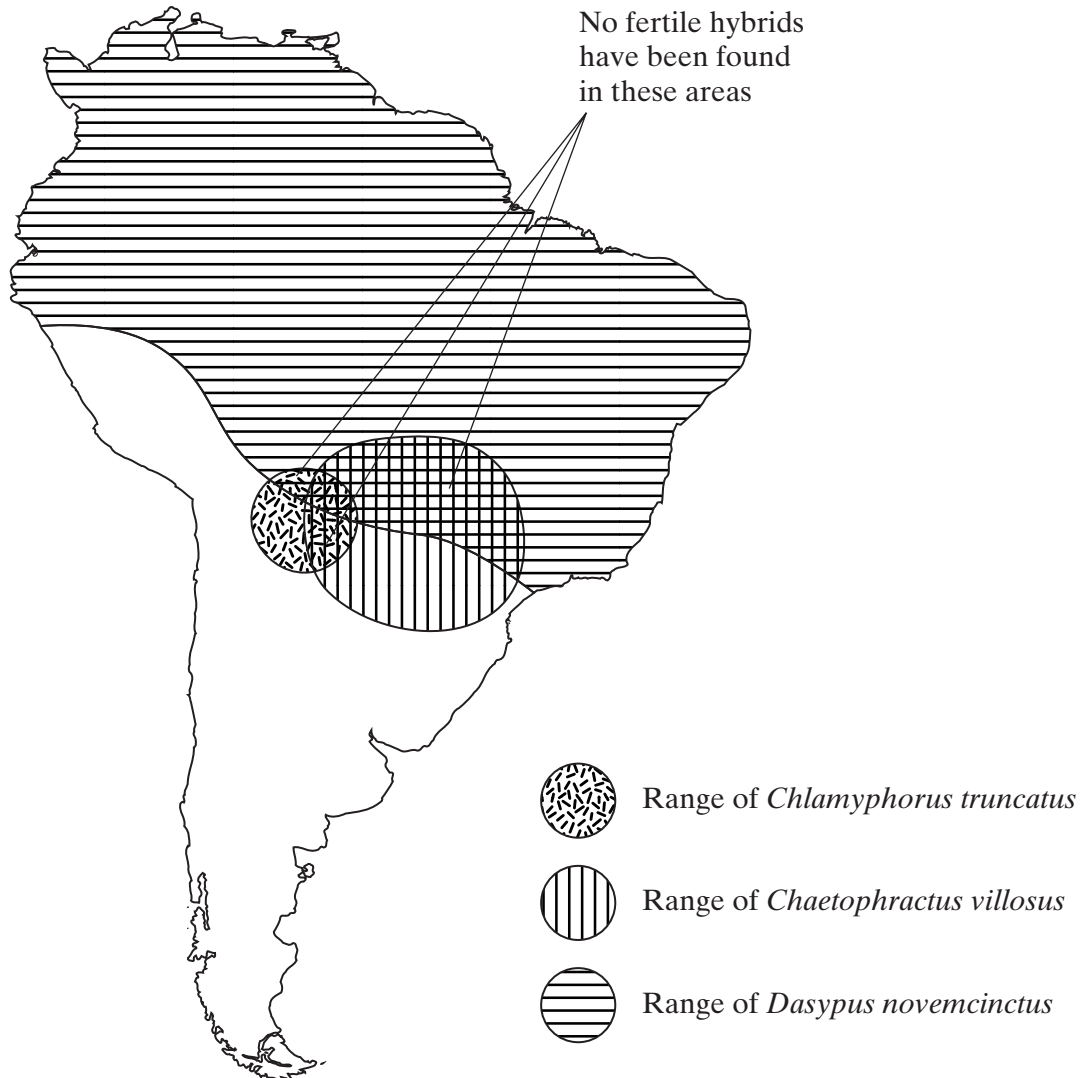 No fertile hybrids
have been found
in these areas
Range of Chlamyphorus truncatus
Range of Chaetophractus villosus
Range of Dasypus novemcinctus